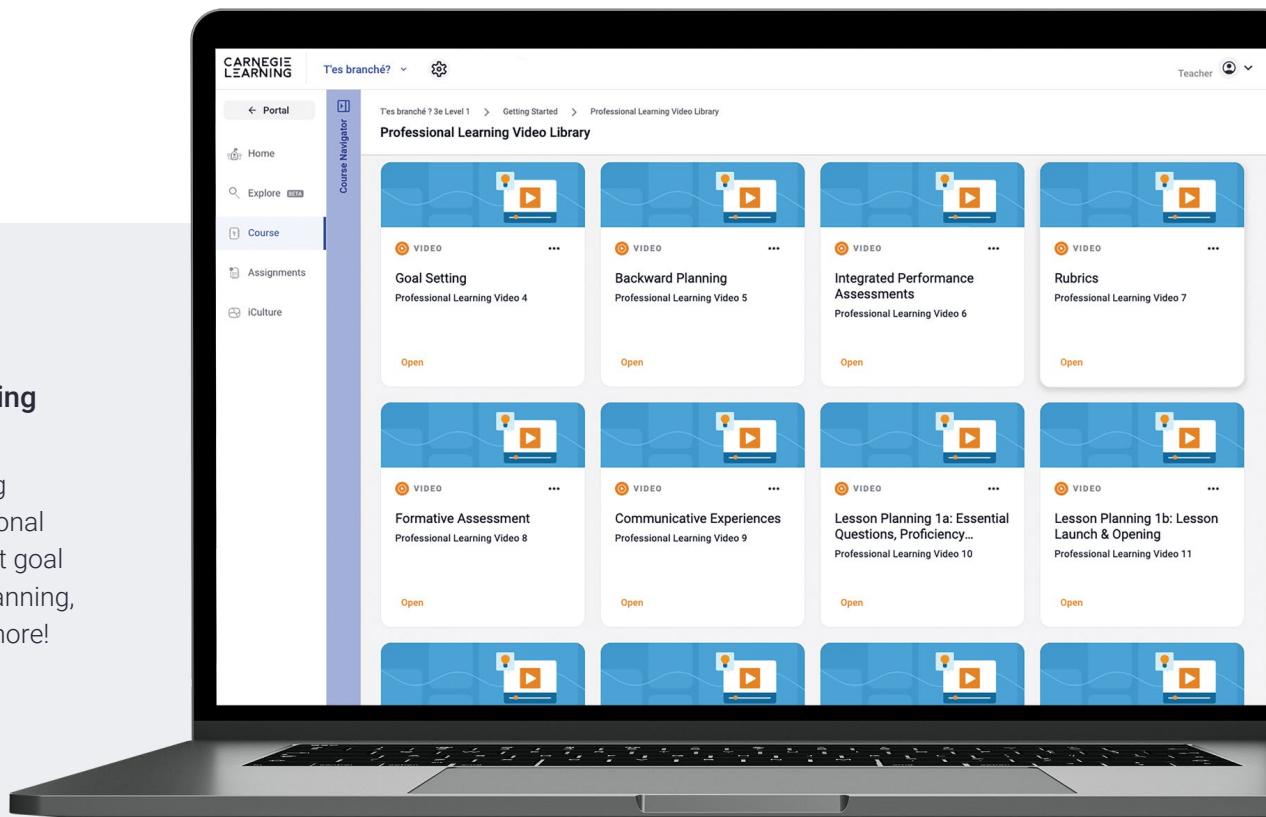 CARNEGIE
LEARNING
T'es branché?
Teacher
Portal
Home
Explore BETA
Course
Assignments
iCulture
Course Navigator
T'es branché ? 3e Level 1 > Getting Started > Professional Learning Video Library
Professional Learning Video Library
VIDEO
Goal Setting
Professional Learning Video 4
Open
VIDEO
Backward Planning
Professional Learning Video 5
Open
VIDEO
Integrated Performance
Assessments
Professional Learning Video 6
Open
VIDEO
Rubrics
Professional Learning Video 7
Open
VIDEO
Formative Assessment
Professional Learning Video 8
Open
VIDEO
Communicative Experiences
Professional Learning Video 9
Open
VIDEO
Lesson Planning 1a: Essential
Questions, Proficiency...
Professional Learning Video 10
Open
VIDEO
Lesson Planning 1b: Lesson
Launch & Opening
Professional Learning Video 11
Open
goal
more!